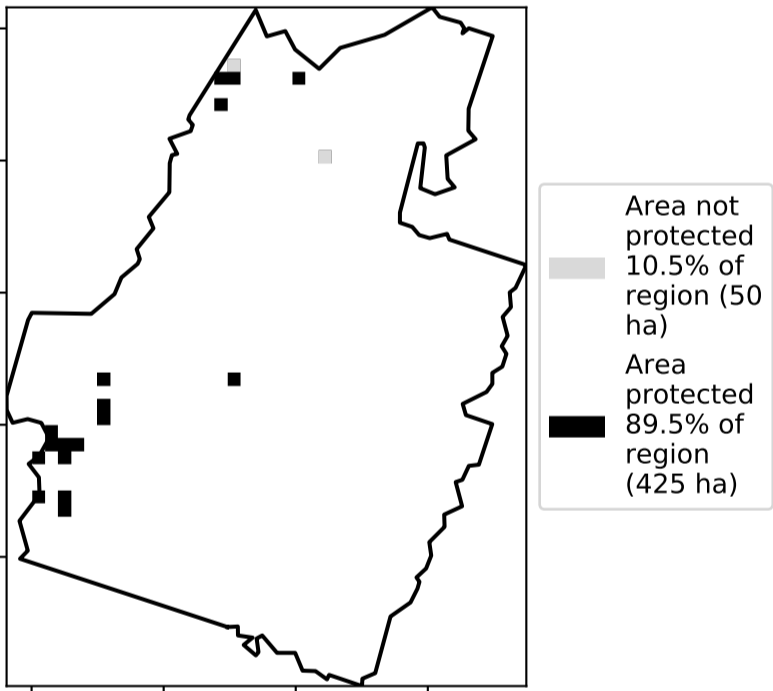 Area not
protected
10.5% of
region (50
ha)
Area
protected
89.5% of
region
(425 ha)